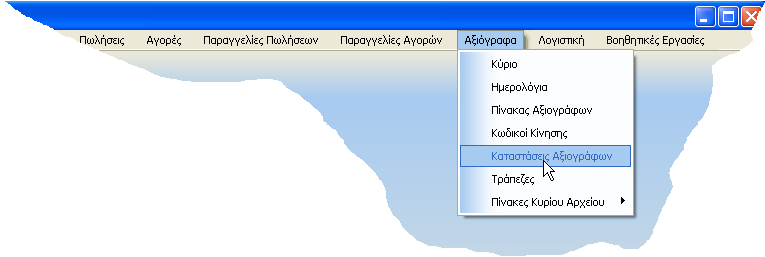 Πωλήσεις Αγορές Παραγγελίες Πωλήσεων Παραγγελίες Αγορών Αξιόγραφα Λογιστική Βοηθητικές Εργασίες
Κύριο
Ημερολόγια
Πίνακας Αξιογράφων
Κωδικοί Κίνησης
Καταστάσεις Αξιογράφων
Τράπεζες
Πίνακες Κυρίου Αρχείου